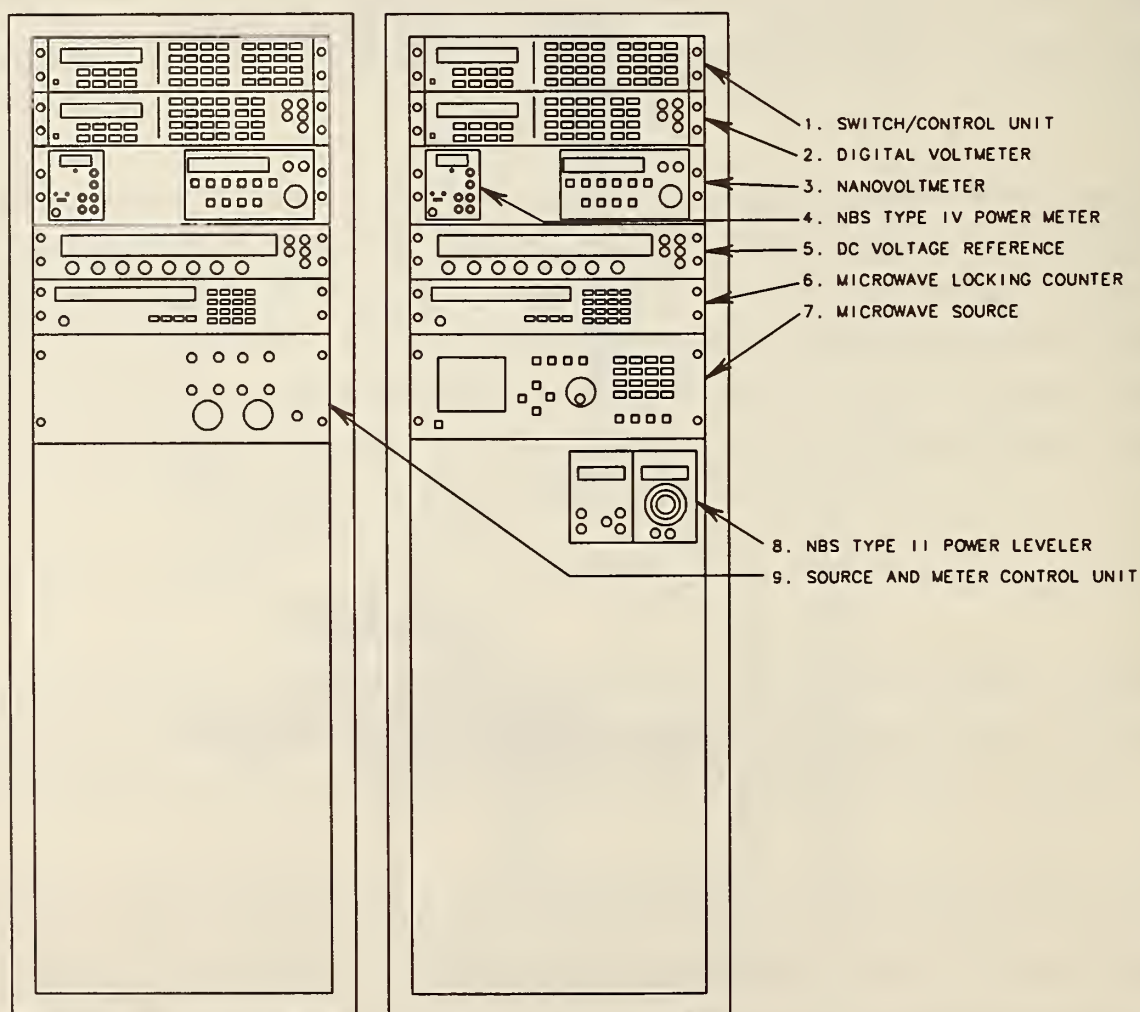 1. SWITCH/CONTROL UNIT
2. DIGITAL VOLTMETER
3. NANOVOLTMETER
4. NBS TYPE IV POWER METER
5. DC VOLTAGE REFERENCE
6. MICROWAVE LOCKING COUNTER
7. MICROWAVE SOURCE
8. NBS TYPE II POWER LEVELER
9. SOURCE AND METER CONTROL UNIT